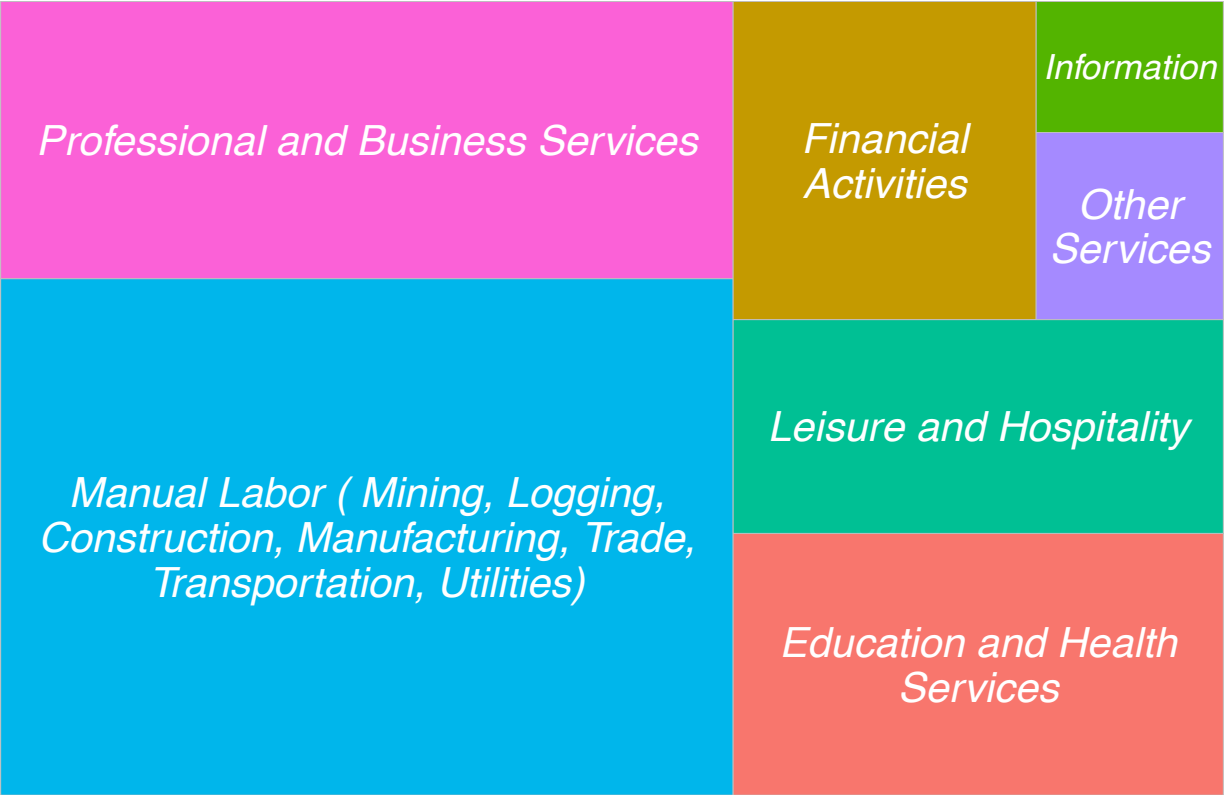 Professional and Business Services
Financial
Activities
Information
Other
Services
Leisure and Hospitality
Manual Labor ( Mining, Logging,
Construction, Manufacturing, Trade,
Transportation, Utilities)
Education and Health
Services